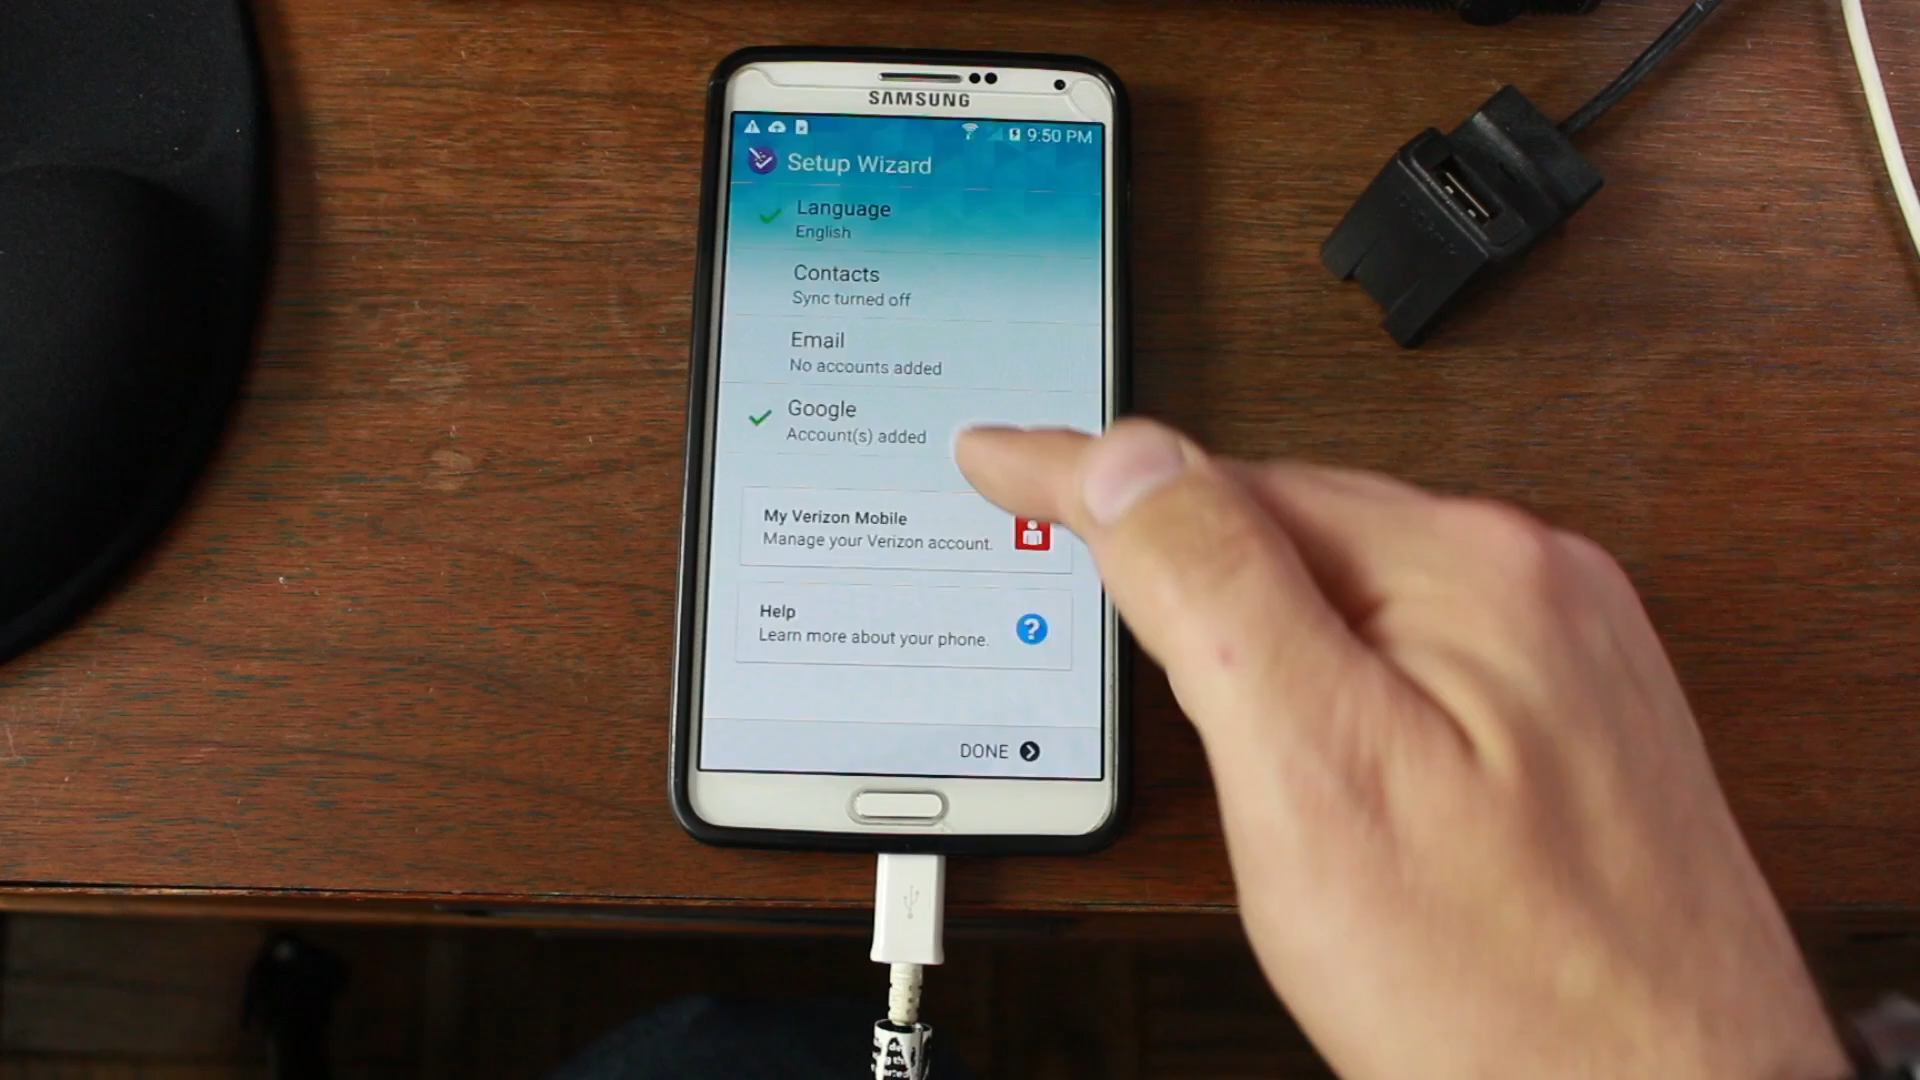 SAMSUNG
9:50 PM
Setup Wizard
Language
English
Contacts
Sync turned off
Email
No accounts added
Google
Account(s) added
My Verizon Mobile
Manage your Verizon account.
Help
Learn more about your phone.
DONE